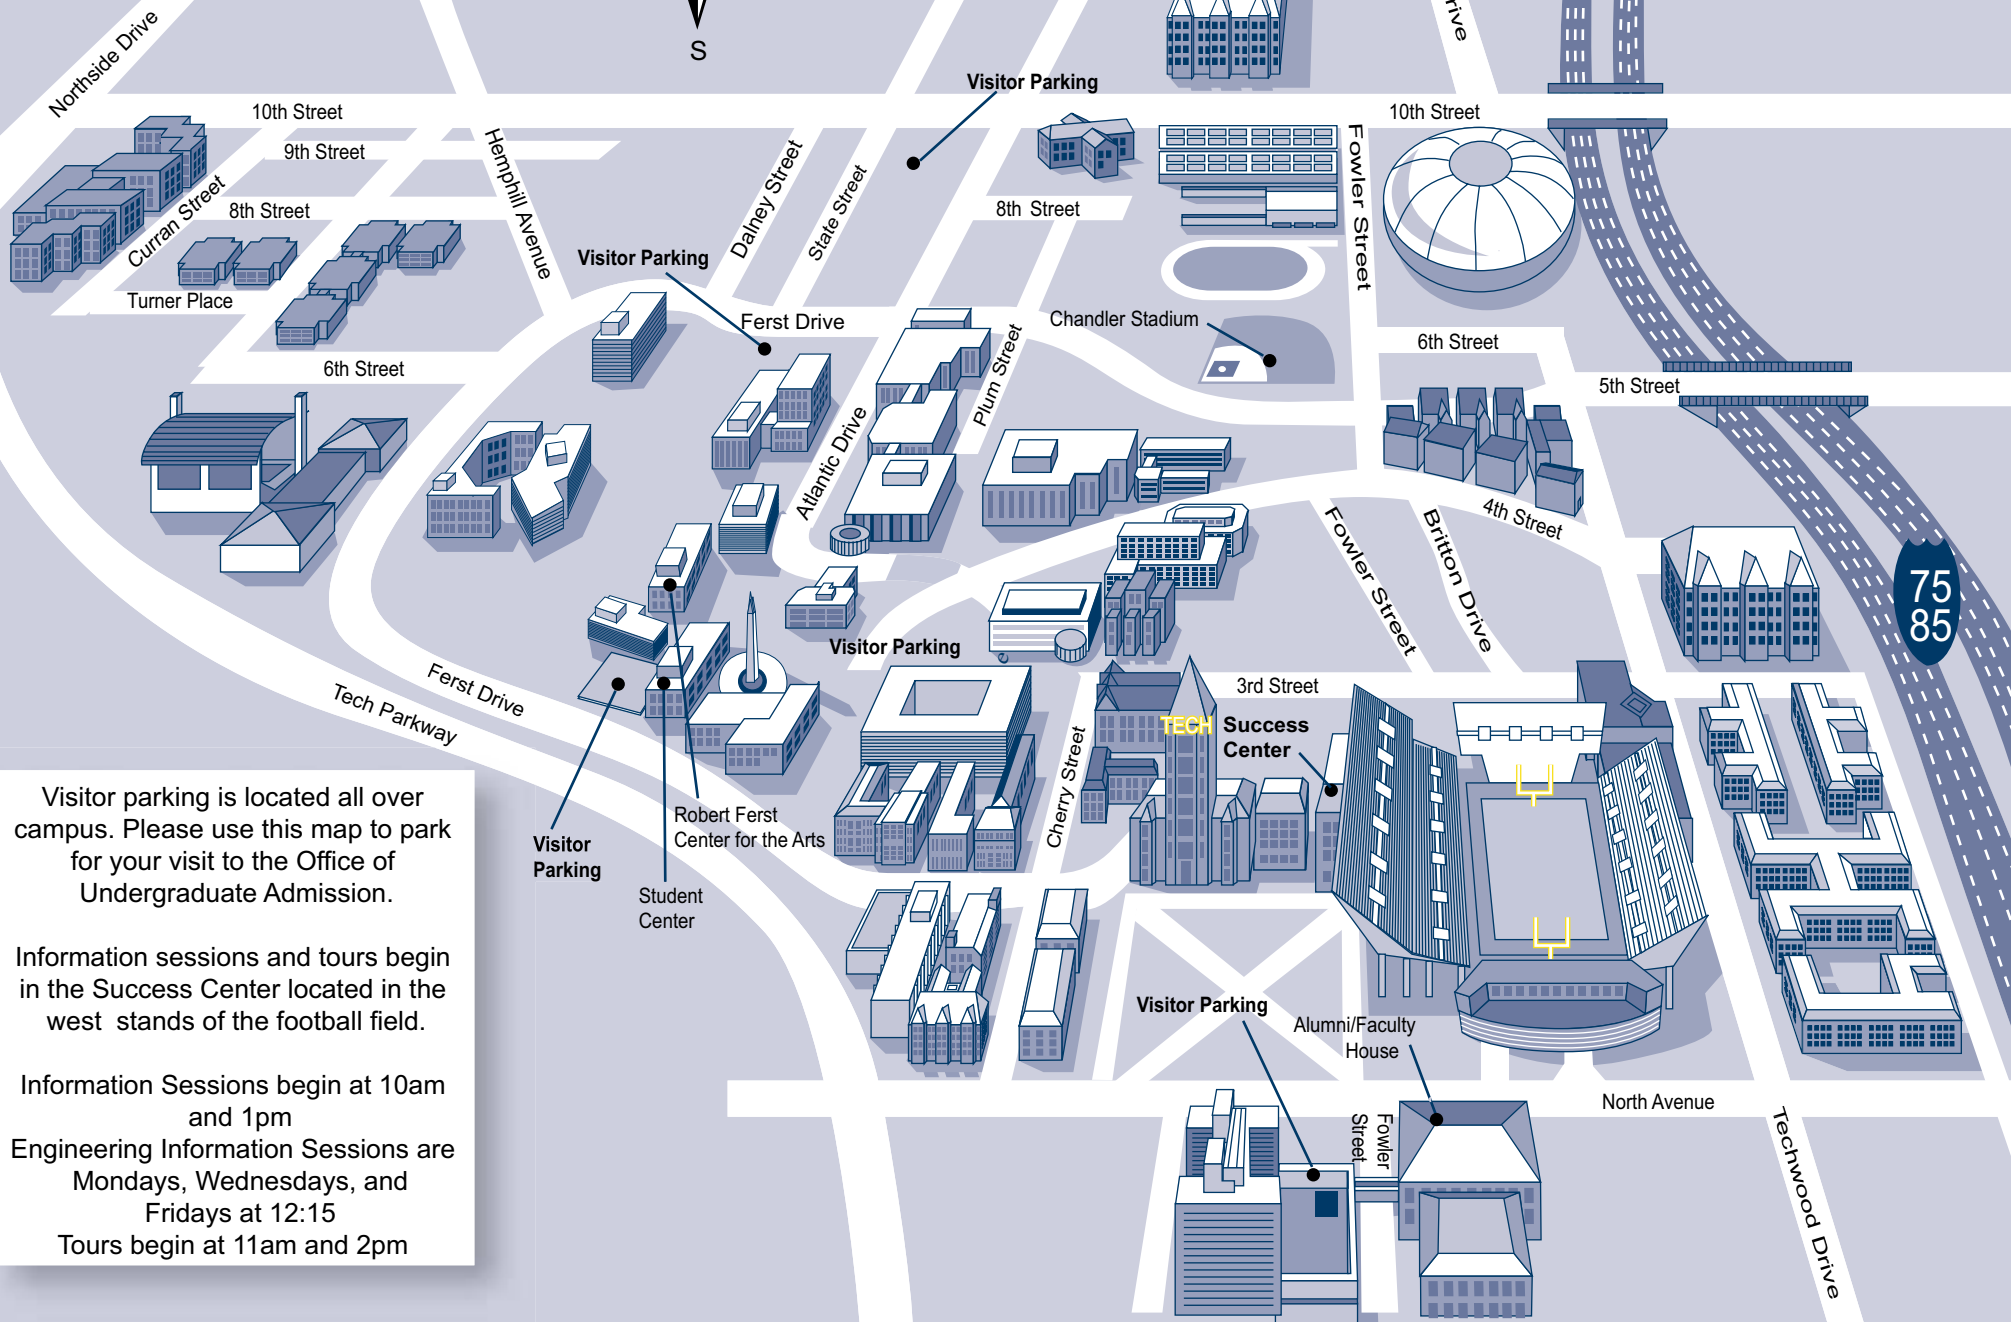 S
Northside Drive
rive
Visitor Parking
10th Street
10th Street
9th Street
Hemphill Avenue
Dalney Street
State Street
Fowler Street
8th Street
8th Street
Curran Street
Visitor Parking
Turner Place
Ferst Drive
Chandler Stadium
Plum Street
6th Street
6th Street
5th Street
Atlantic Drive
4th Street
Fowler Street
Britton Drive
75
85
Visitor Parking
Ferst Drive
Tech Parkway
3rd Street
TECH
Success
Center
Cherry Street
Robert Ferst
Center for the Arts
Visitor
Parking
Student
Center
Visitor parking is located all over
campus. Please use this map to park
for your visit to the Office of
Undergraduate Admission.
Information sessions and tours begin
in the Success Center located in the
west stands of the football field.
Information Sessions begin at 10am
and 1pm
Engineering Information Sessions are
Mondays, Wednesdays, and
Fridays at 12:15
Tours begin at 11am and 2pm
Visitor Parking
Alumni/Faculty
House
North Avenue
Fowler
Street
Techwood Drive